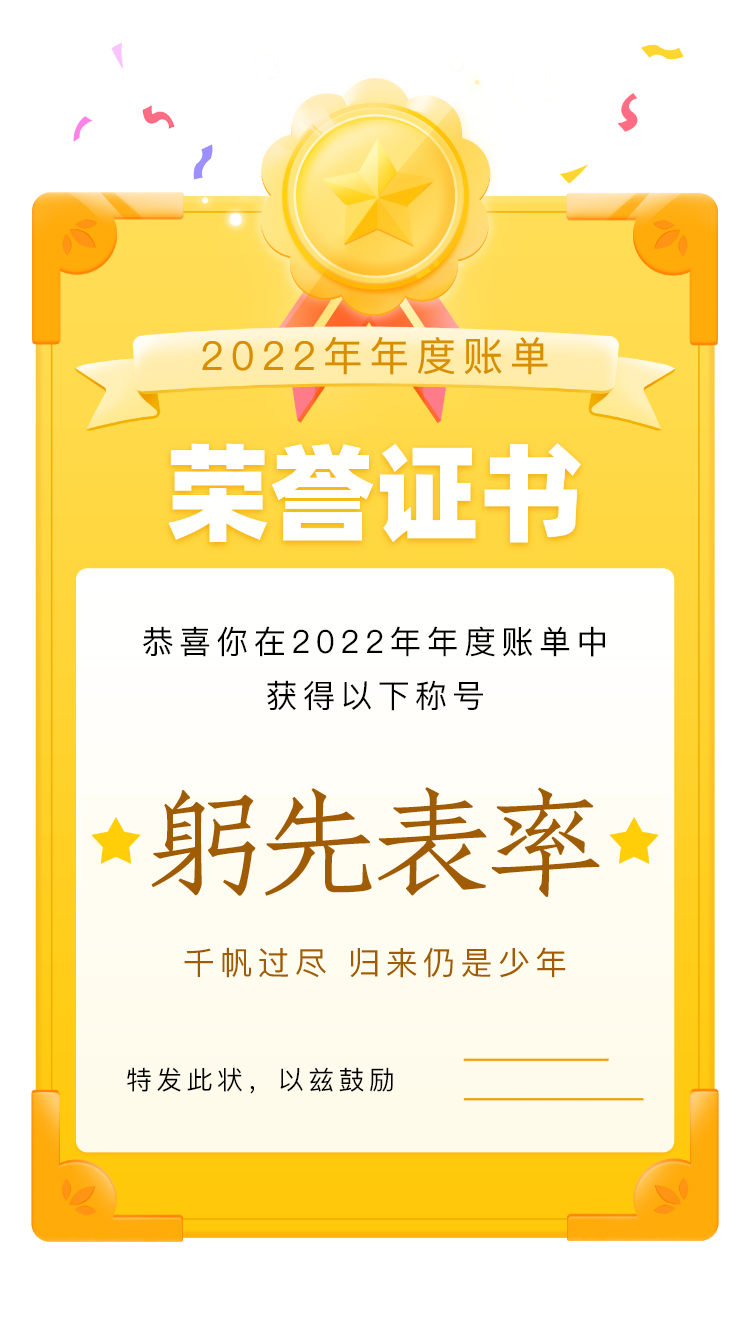 2022年年度账单
荣誉证书
恭喜你在2022年年度账单中
获得以下称号
躬先表率
千帆过尽 归来仍是少年
特发此状，以兹鼓励